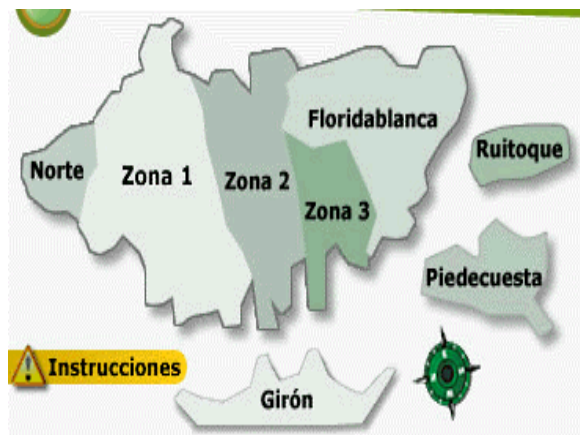 Floridablanca
Ruitoque
Norte
Zona 1
Zona 2
Zona 3
Piedecuesta
Instrucciones
Girón